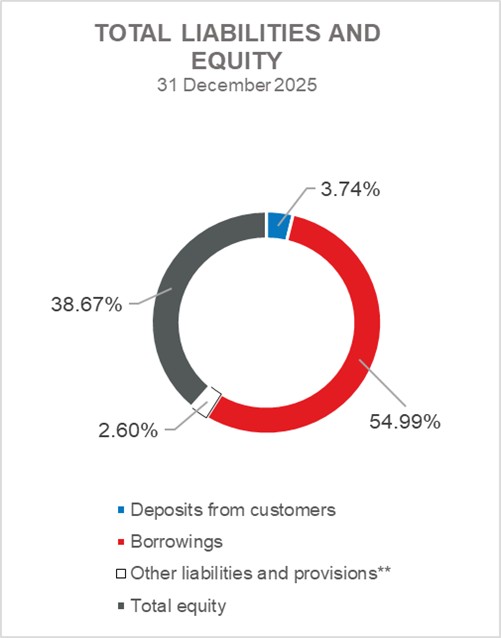 TOTAL LIABILITIES AND
EQUITY
31 December 2025
3.74%
38.67%
54.99%
2.60%
Deposits from customers
Borrowings
Other liabilities and provisions**
Total equity